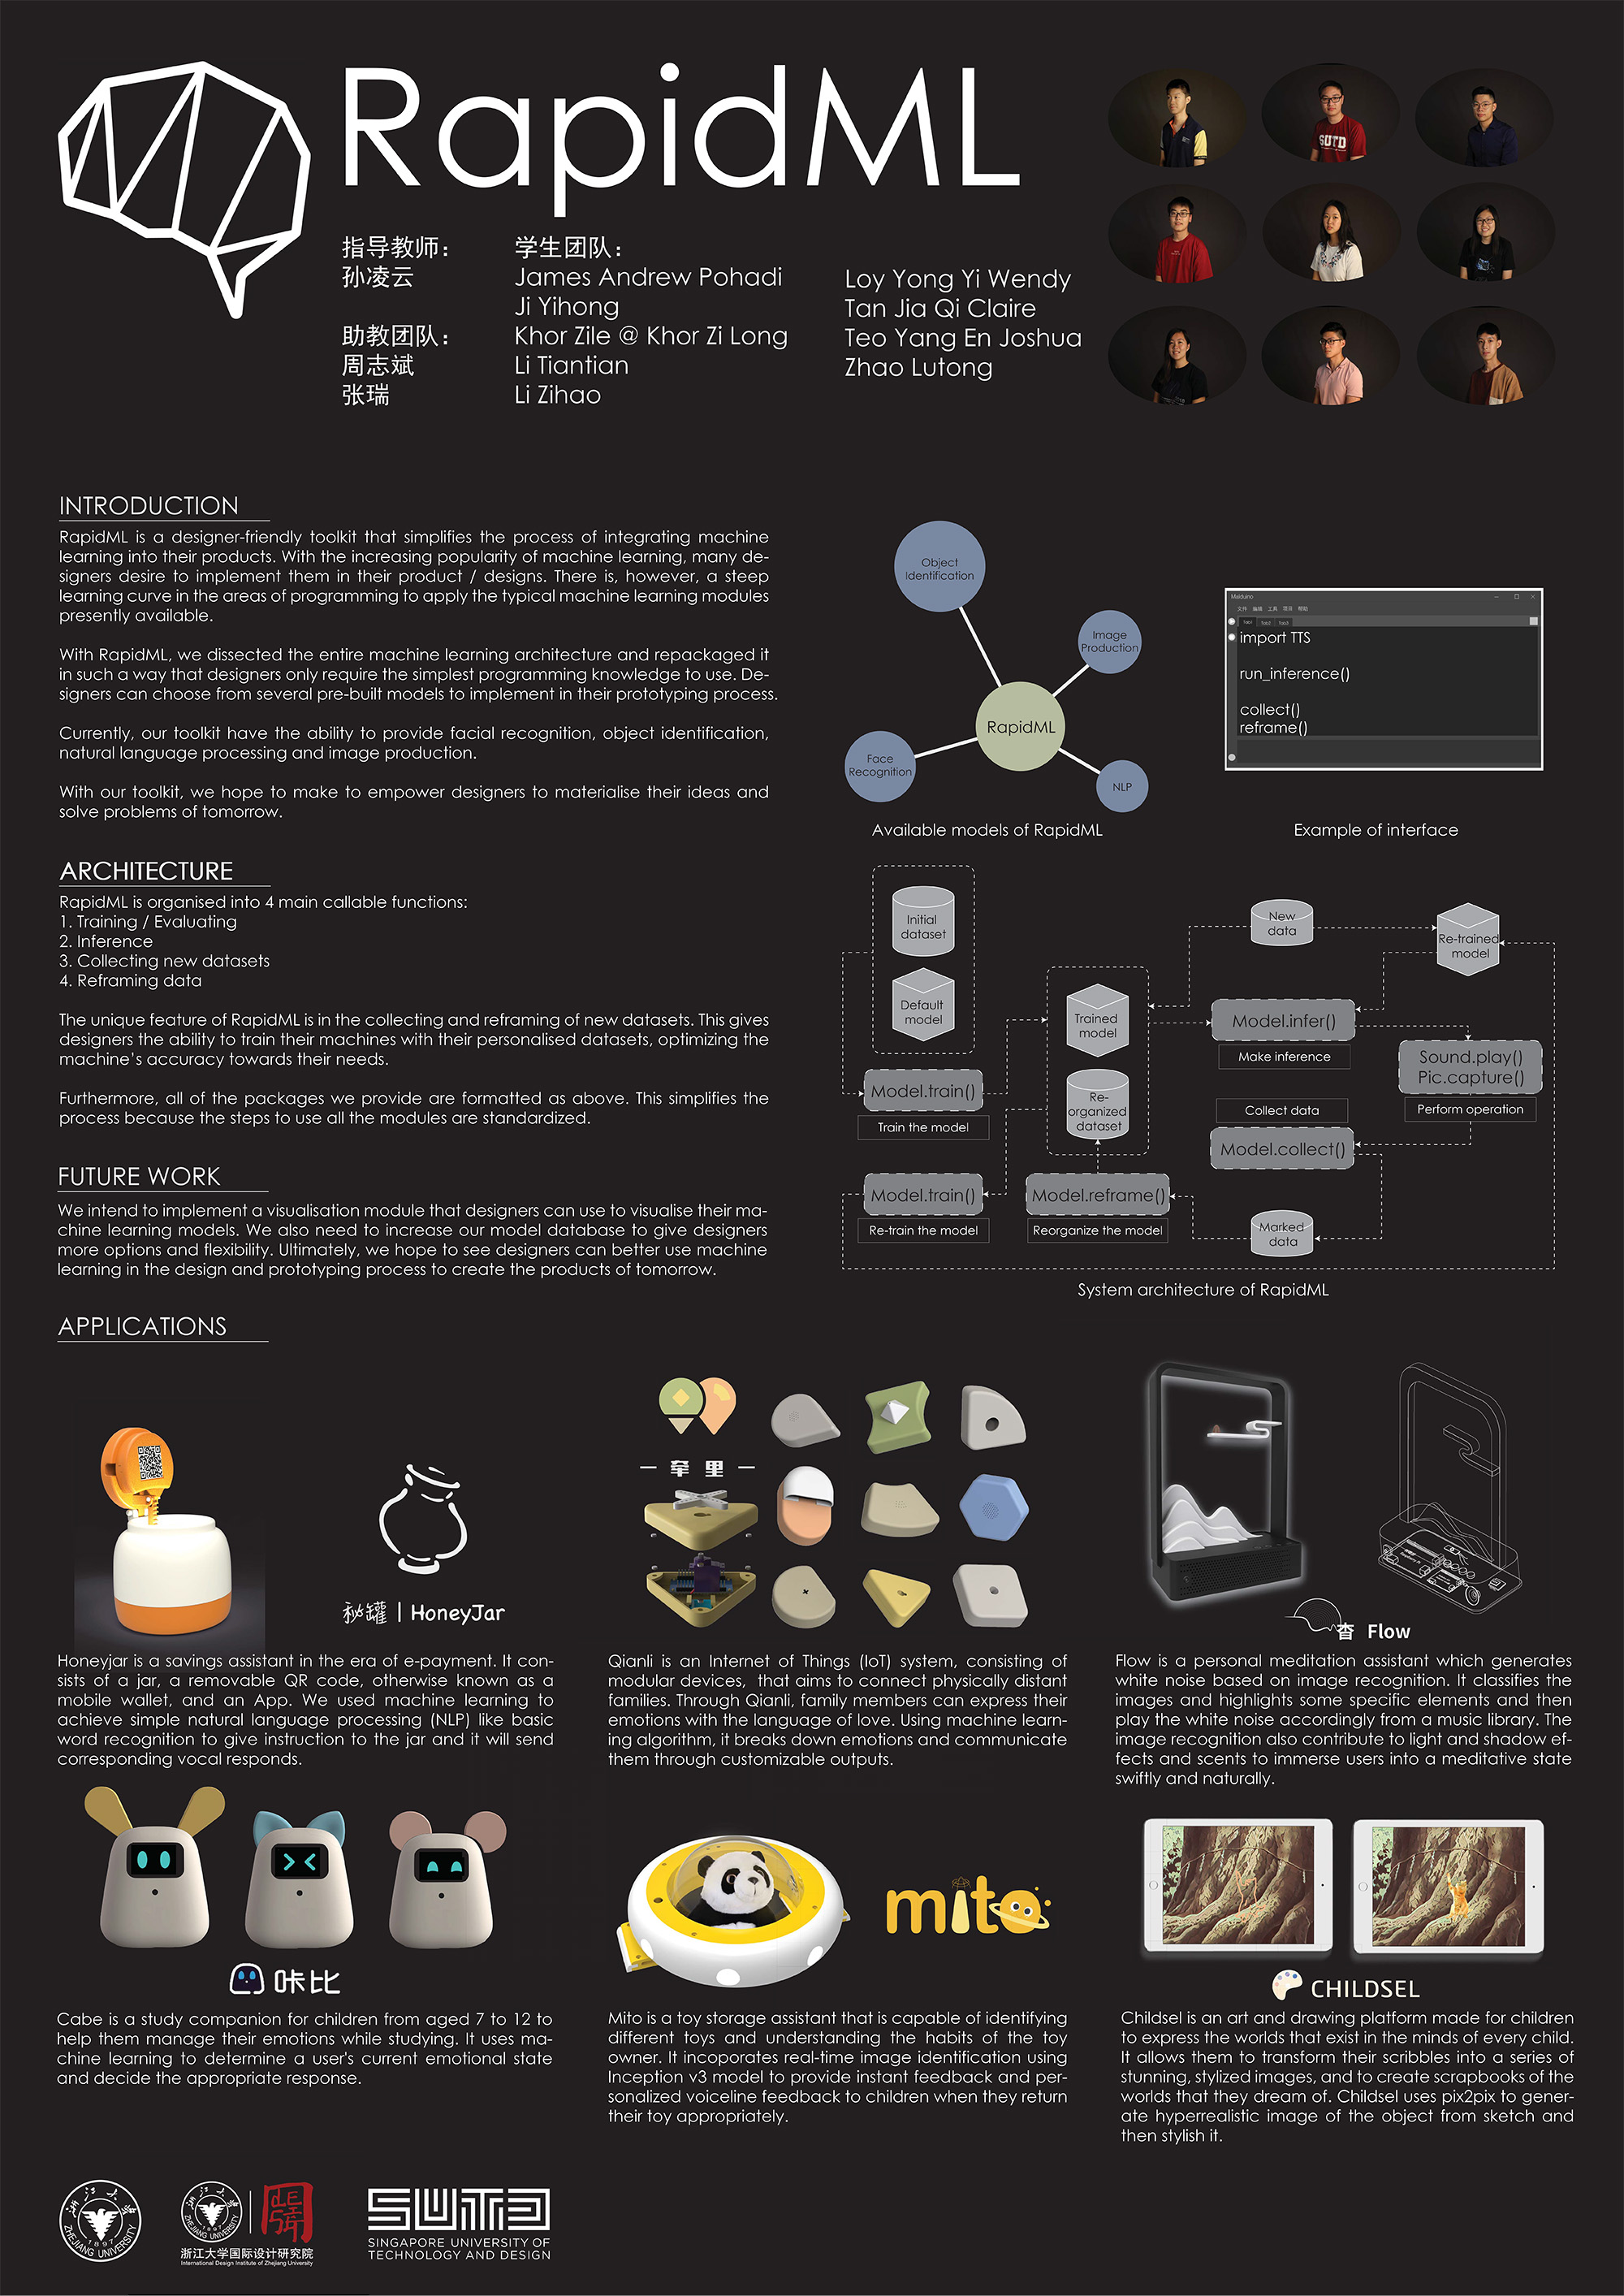 RapidML
指导教师：
孙凌云
助教团队：
周志斌
张瑞
学生团队：
James Andrew Pohadi
Ji Yihong
Khor Zile @ Khor Zi Long
Li Tiantian
Li Zihao
Loy Yong Yi Wendy
Tan Jia Qi Claire
Teo Yang En Joshua
Zhao Lutong
SUTD
INTRODUCTION
RapidML is a designer-friendly toolkit that simplifies the process of integrating machine
learning into their products. With the increasing popularity of machine learning, many de-
signers desire to implement them in their product / designs. There is, however, a steep
learning curve in the areas of programming to apply the typical machine learning modules
presently available.
With RapidML, we dissected the entire machine learning architecture and repackaged it
in such a way that designers only require the simplest programming knowledge to use. De-
signers can choose from several pre-built models to implement in their prototyping process.
Currently, our toolkit have the ability to provide facial recognition, object identification,
natural language processing and image production.
With our toolkit, we hope to make to empower designers to materialise their ideas and
solve problems of tomorrow.
Object
Identification
Image
Production
RapidML
Face
Recognition
NLP
Available models of RapidML
Maiduino
文件 编辑 工具 项目 帮助
import TTS
run_inference()
collect()
reframe()
Example of interface
ARCHITECTURE
RapidML is organised into 4 main callable functions:
1. Training / Evaluating
2. Inference
3. Collecting new datasets
4. Reframing data
The unique feature of RapidML is in the collecting and reframing of new datasets. This gives
designers the ability to train their machines with their personalised datasets, optimizing the
machine's accuracy towards their needs.
Furthermore, all of the packages we provide are formatted as above. This simplifies the
process because the steps to use all the modules are standardized.
FUTURE WORK
We intend to implement a visualisation module that designers can use to visualise their ma-
chine learning models. We also need to increase our model database to give designers
more options and flexibility. Ultimately, we hope to see designers can better use machine
learning in the design and prototyping process to create the products of tomorrow.
Initial
dataset
Default
model
Model.train()
Train the model
Trained
model
Re-
organized
dataset
New
data
Re-trained
model
Model.infer()
Make inference
Sound.play()
Pic.capture()
Perform operation
Collect data
Model.collect()
Model.train()
Re-train the model
Model.reframe()
Reorganize the model
Marked
data
System architecture of RapidML
APPLICATIONS
秘罐 | HoneyJar
Honeyjar is a savings assistant in the era of e-payment. It con-
sists of a jar, a removable QR code, otherwise known as a
mobile wallet, and an App. We used machine learning to
achieve simple natural language processing (NLP) like basic
word recognition to give instruction to the jar and it will send
corresponding vocal responds.
牵里
Qianli is an Internet of Things (IoT) system, consisting of
modular devices, that aims to connect physically distant
families. Through Qianli, family members can express their
emotions with the language of love. Using machine learn-
ing algorithm, it breaks down emotions and communicate
them through customizable outputs.
杳 Flow
Flow is a personal meditation assistant which generates
white noise based on image recognition. It classifies the
images and highlights some specific elements and then
play the white noise accordingly from a music library. The
image recognition also contribute to light and shadow ef-
fects and scents to immerse users into a meditative state
swiftly and naturally.
咔比
Cabe is a study companion for children from aged 7 to 12 to
help them manage their emotions while studying. It uses ma-
chine learning to determine a user's current emotional state
and decide the appropriate response.
mito
Mito is a toy storage assistant that is capable of identifying
different toys and understanding the habits of the toy
owner. It incoporates real-time image identification using
Inception v3 model to provide instant feedback and per-
sonalized voiceline feedback to children when they return
their toy appropriately.
CHILDSEL
Childsel is an art and drawing platform made for children
to express the worlds that exist in the minds of every child.
It allows them to transform their scribbles into a series of
stunning, stylized images, and to create scrapbooks of the
worlds that they dream of. Childsel uses pix2pix to gener-
ate hyperrealistic image of the object from sketch and
then stylish it.
ZHEJIANG UNIVERSITY
1897
ZHEJIANG UNIVERSITY
1897
浙江大学国际设计研究院
International Design Institute of Zhejiang University
SUTD
SINGAPORE UNIVERSITY OF
TECHNOLOGY AND DESIGN